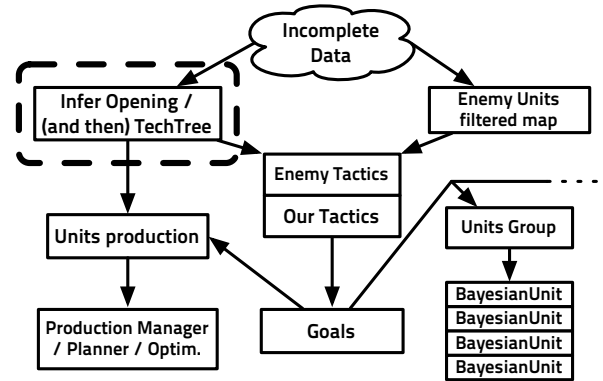 Incomplete
Data
Infer Opening /
(and then) TechTree
Enemy Units
filtered map
Enemy Tactics
Our Tactics
Units production
Units Group
Production Manager
/ Planner / Optim.
Goals
BayesianUnit
BayesianUnit
BayesianUnit
BayesianUnit